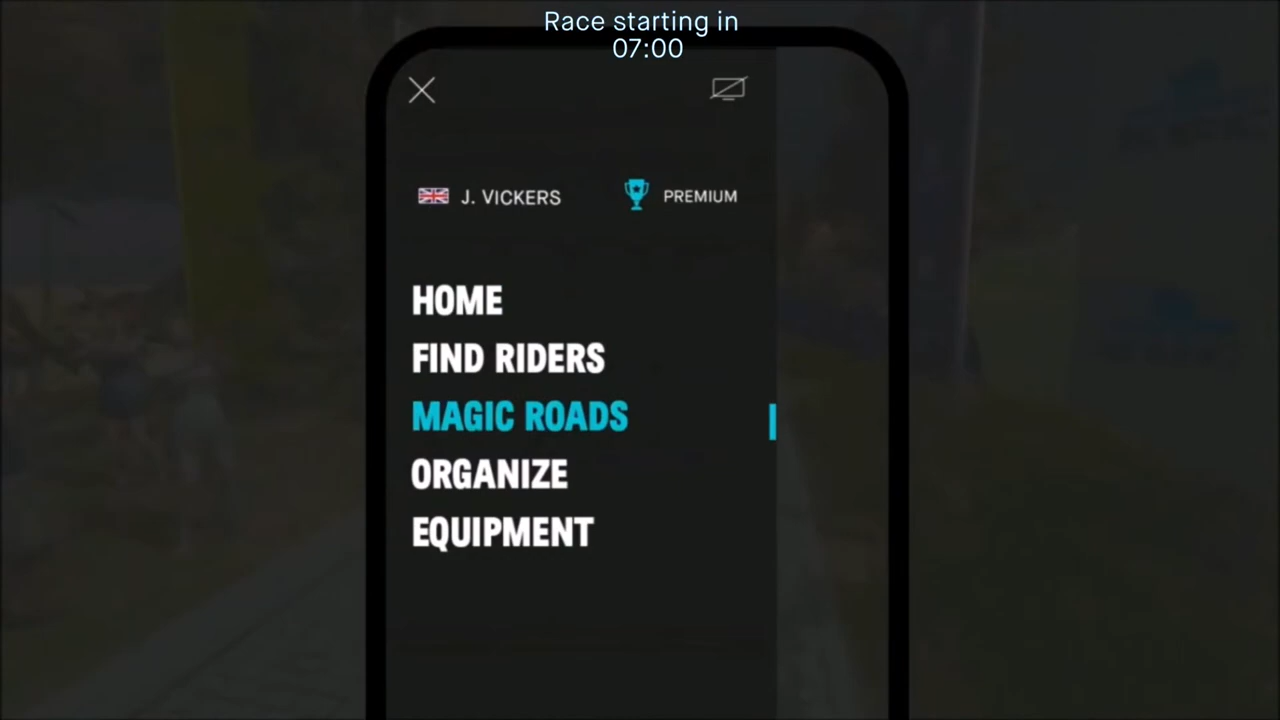 Race starting in
07:00
J. VICKERS
PREMIUM
HOME
FIND RIDERS
MAGIC ROADS
ORGANIZE
EQUIPMENT